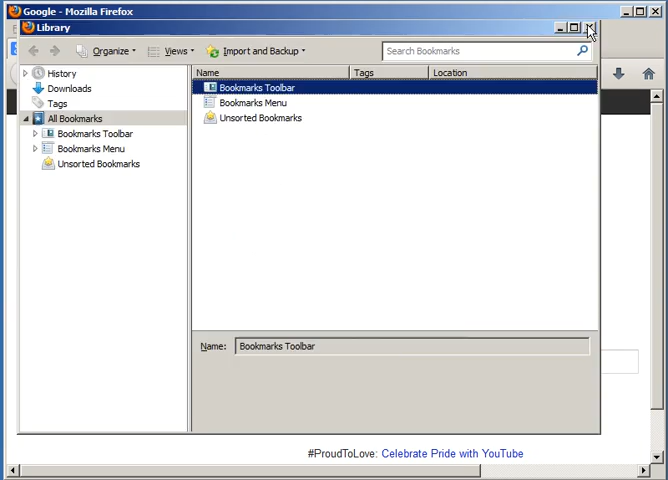 Google - Mozilla Firefox
Library
Organize Views Import and Backup Search Bookmarks
History
Downloads
Tags
All Bookmarks
Bookmarks Toolbar
Bookmarks Menu
Unsorted Bookmarks
Name Tags Location
Bookmarks Toolbar
Bookmarks Menu
Unsorted Bookmarks
Name: Bookmarks Toolbar
#ProudToLove: Celebrate Pride with YouTube